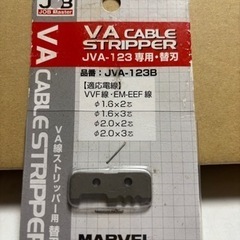 J B
JOB Master
VA CABLE
STRIPPER
JVA-123 専用・替刃
品番：JVA-123B
【適応電線】
VVF線・EM-EEF線
φ1.6×2芯
φ1.6×3芯
φ2.0×2芯
φ2.0×3芯
VA CABLE STRIPPER
VA線ストリッパー用 替刃
MARVEL